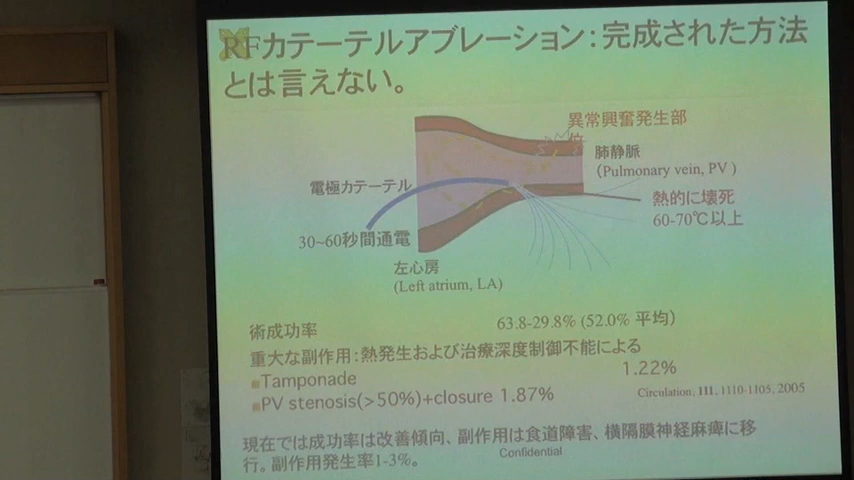 RFカテーテルアブレーション：完成された方法
とは言えない。
異常興奮発生部
位
肺静脈
（Pulmonary vein, PV ）
電極カテーテル
熱的に壊死
60-70℃以上
30~60秒間通電
左心房
(Left atrium, LA)
術成功率 63.8-29.8% (52.0% 平均)
重大な副作用：熱発生および治療深度制御不能による
Tamponade 1.22%
PV stenosis(>50%)+closure 1.87%
Circulation, 111, 1110-1105, 2005
現在では成功率は改善傾向、副作用は食道障害、横隔膜神経麻痺に移
行。副作用発生率1-3%。
Confidential